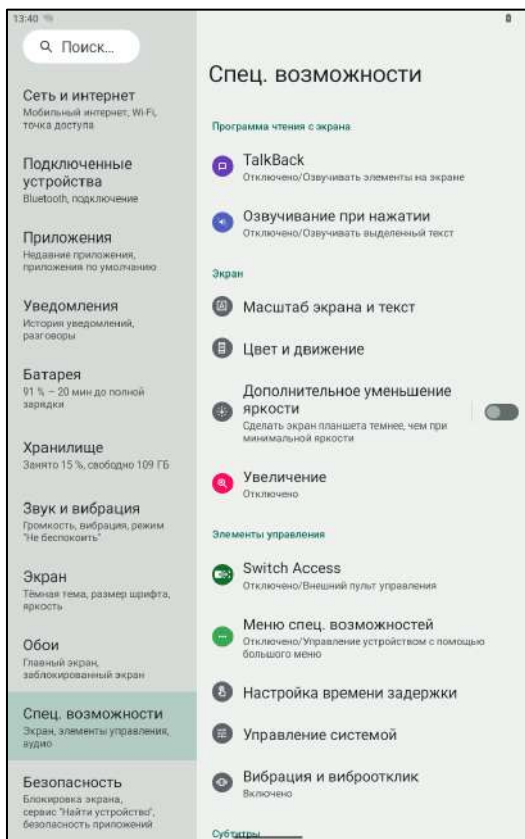 13:40
Поиск...
Сеть и интернет
Мобильный интернет, Wi-Fi,
точка доступа
Подключенные
устройства
Bluetooth, подключение
Приложения
Недавние приложения,
приложения по умолчанию
Уведомления
История уведомлений,
разговоры
Батарея
91 % – 20 мин до полной
зарядки
Хранилище
Занято 15 %, свободно 109 ГБ
Звук и вибрация
Громкость, вибрация, режим
"Не беспокоить"
Экран
Тёмная тема, размер шрифта,
яркость
Обои
Главный экран,
заблокированный экран
Спец. возможности
Экран, элементы управления,
аудио
Безопасность
Блокировка экрана,
сервис "Найти устройство",
безопасность приложений
Спец. возможности
Программа чтения с экрана
TalkBack
Отключено/Озвучивать элементы на экране
Озвучивание при нажатии
Отключено/Озвучивать выделенный текст
Экран
Масштаб экрана и текст
Цвет и движение
Дополнительное уменьшение
яркости
Сделать экран планшета темнее, чем при
минимальной яркости
Увеличение
Отключено
Элементы управления
Switch Access
Отключено/Внешний пульт управления
Меню спец. возможностей
Отключено/Управление устройством с помощью
большого меню
Настройка времени задержки
Управление системой
Вибрация и виброотклик
Включено
Субтитры